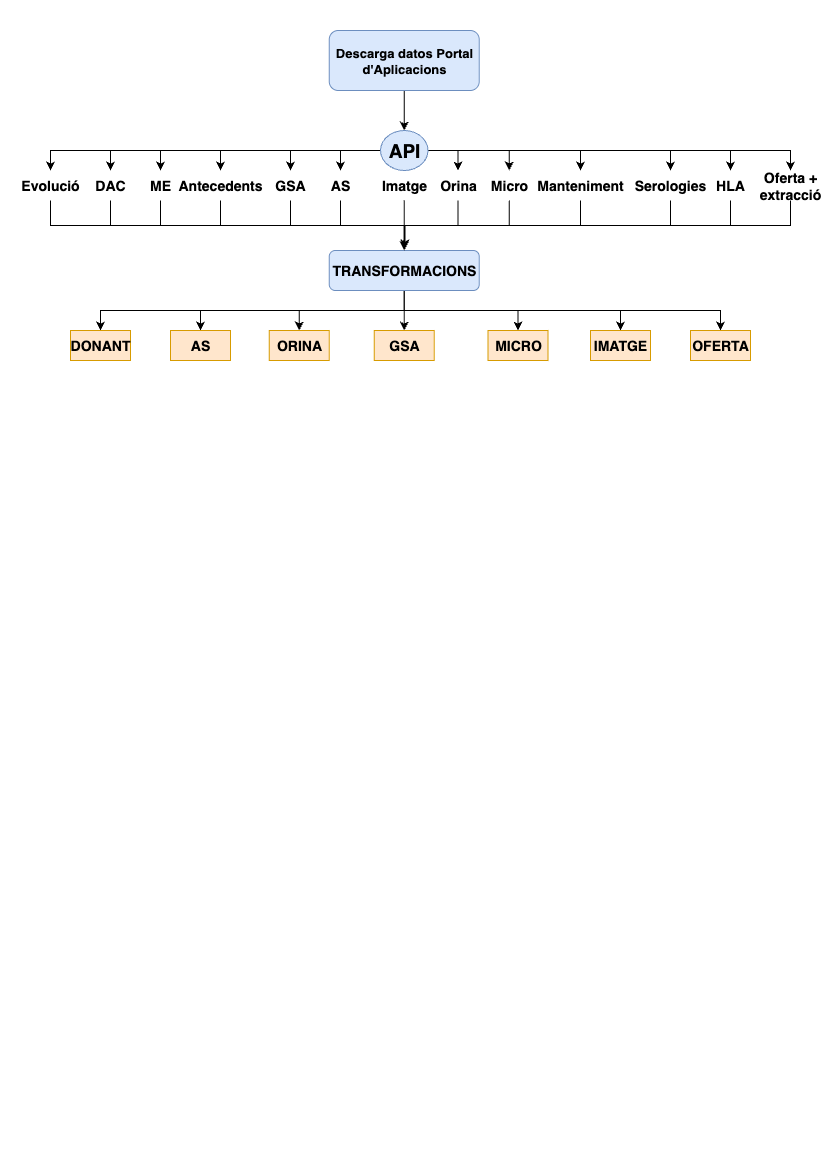 Descarga datos Portal
d'Aplicacions
API
Evolució DAC ME Antecedents GSA AS Imatge Orina Micro Manteniment Serologies HLA Oferta +
extracció
TRANSFORMACIONS
DONANT AS ORINA GSA MICRO IMATGE OFERTA